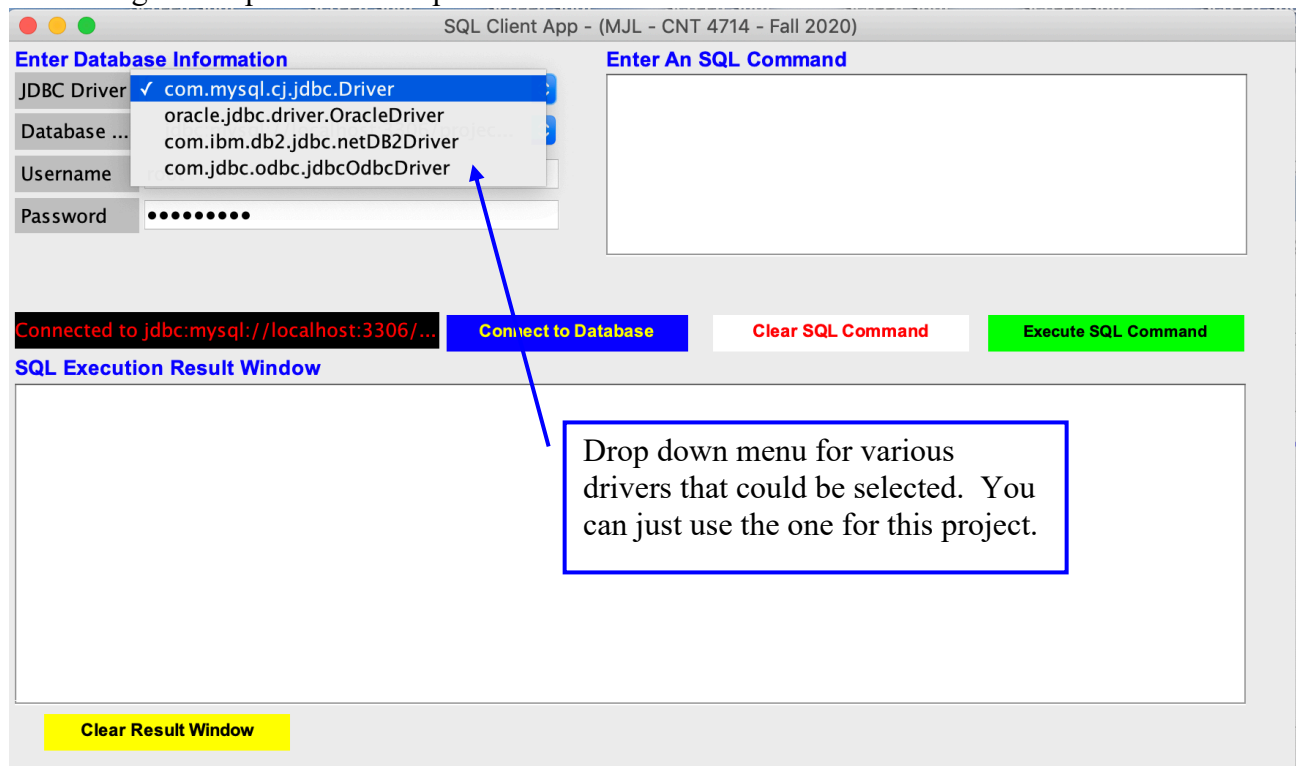 SQL Client App - (MJL - CNT 4714 - Fall 2020)
Enter Database Information
Enter An SQL Command
JDBC Driver
✓ com.mysql.cj.jdbc.Driver
oracle.jdbc.driver.OracleDriver
com.ibm.db2.jdbc.netDB2Driver
com.jdbc.odbc.jdbcOdbcDriver
Database ...
Username
Password
•••••••••
Connected to jdbc:mysql://localhost:3306/...
Connect to Database
Clear SQL Command
Execute SQL Command
SQL Execution Result Window
Drop down menu for various
drivers that could be selected. You
can just use the one for this project.
Clear Result Window